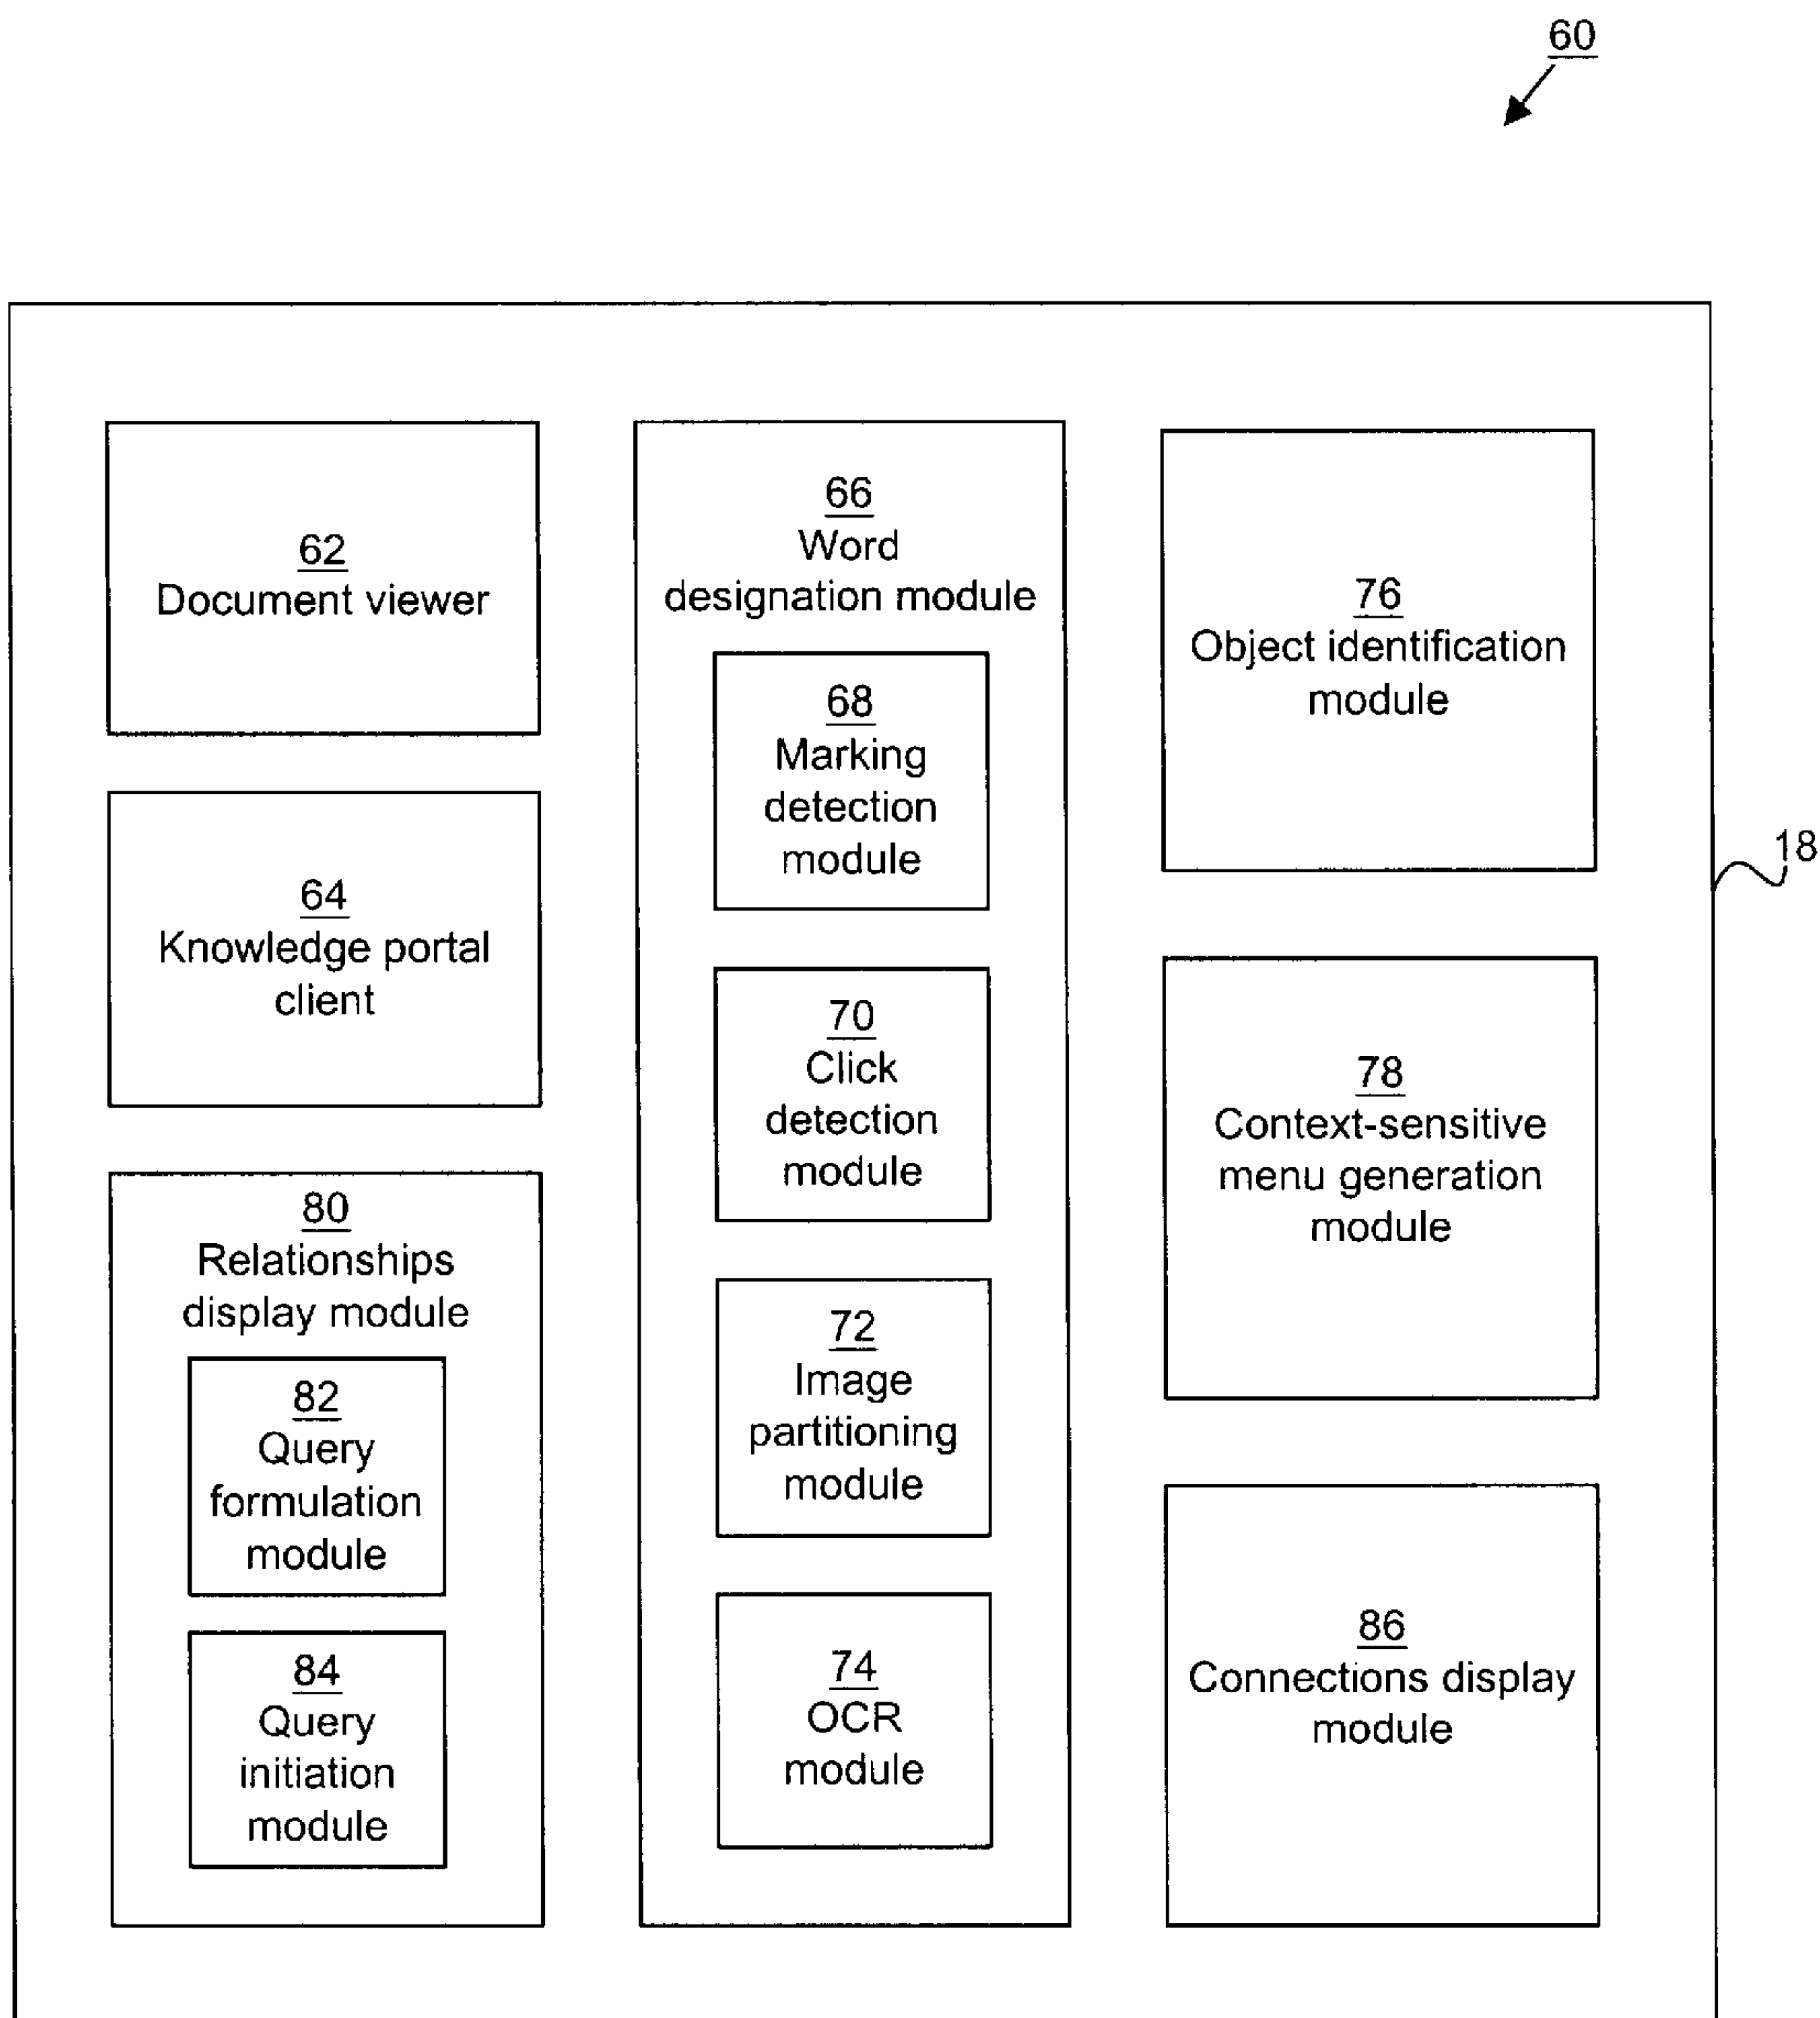 60
62
Document viewer
64
Knowledge portal
client
80
Relationships
display module
82
Query
formulation
module
84
Query
initiation
module
66
Word
designation module
68
Marking
detection
module
70
Click
detection
module
72
Image
partitioning
module
74
OCR
module
76
Object identification
module
78
Context-sensitive
menu generation
module
86
Connections display
module
18